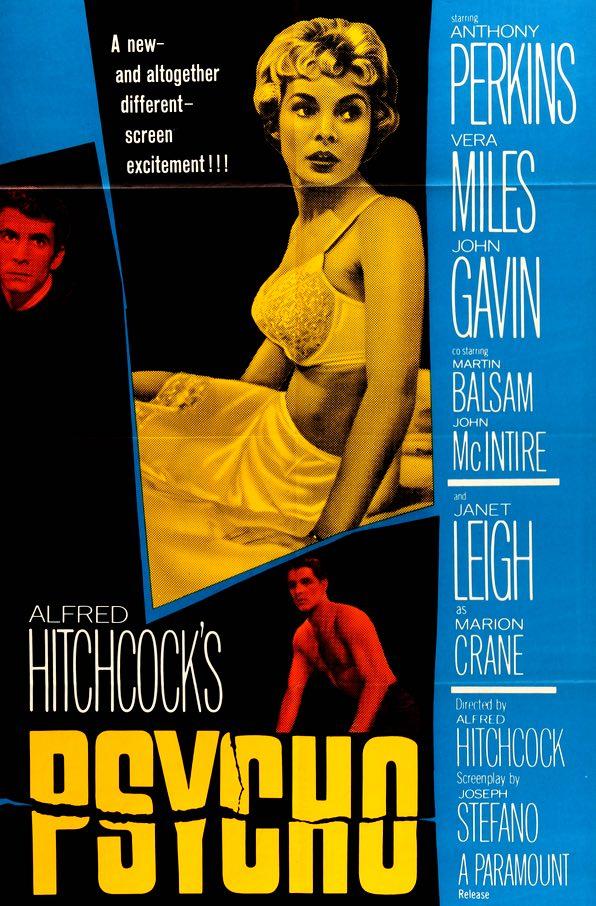 A new–
and altogether
different–
screen
excitement!!!
starring
ANTHONY
PERKINS
VERA
MILES
JOHN
GAVIN
co starring
MARTIN
BALSAM
JOHN
McINTIRE
and
JANET
LEIGH
as
MARION
CRANE
Directed by
ALFRED
HITCHCOCK
Screenplay by
JOSEPH
STEFANO
A PARAMOUNT
Release
ALFRED
HITCHCOCK'S
PSYCHO